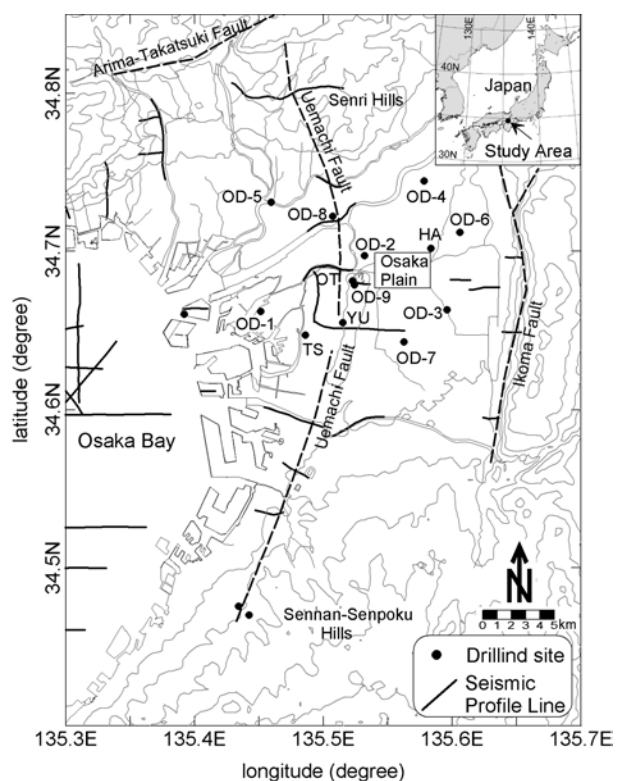 130E
140E
40N
Japan
30N
Study Area
Arima-Takatsuki Fault
34.8N
Senri Hills
Uemachi Fault
OD-5
OD-4
OD-8
OD-6
HA
34.7N
OD-2
Osaka
Plain
OT
OD-9
OD-3
OD-1
YU
TS
OD-7
Ikoma Fault
Uemachi Fault
latitude (degree)
34.6N
Osaka Bay
34.5N
N
0 1 2 3 4 5km
Sennan-Senpoku
Hills
Drillind site
Seismic
Profile Line
135.3E
135.4E
135.5E
135.6E
135.7E
longitude (degree)